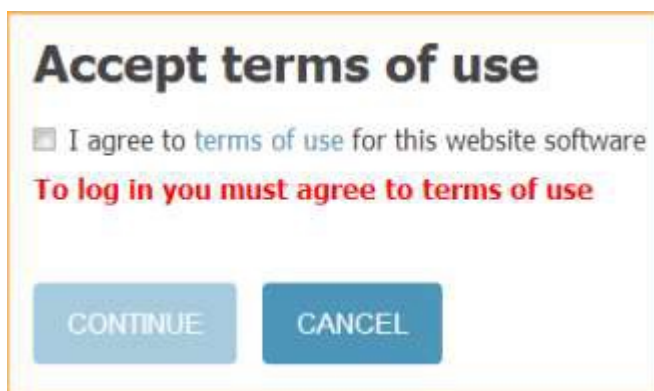 Accept terms of use
I agree to terms of use for this website software
To log in you must agree to terms of use
CONTINUE CANCEL